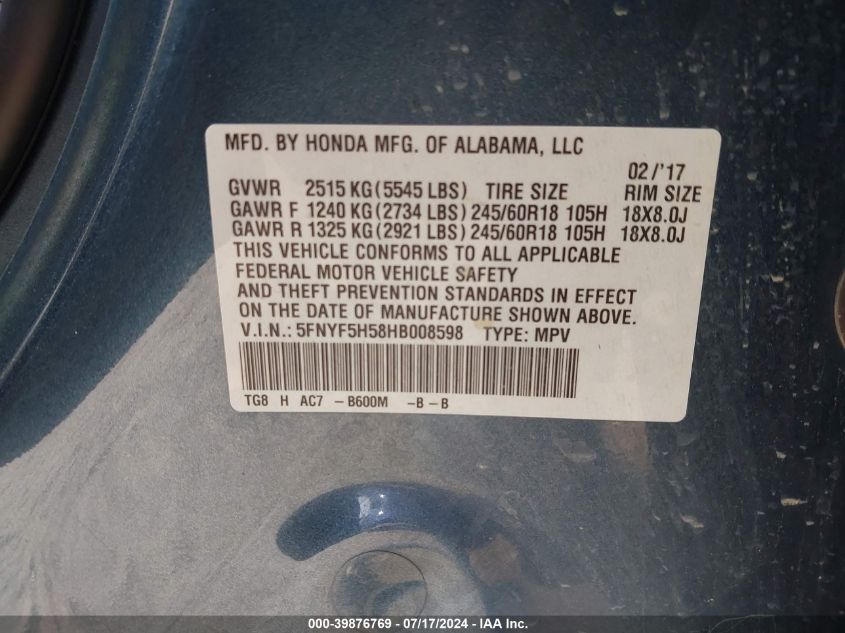 MFD. BY HONDA MFG. OF ALABAMA, LLC
02/'17
GVWR 2515 KG(5545 LBS) TIRE SIZE RIM SIZE
GAWR F 1240 KG(2734 LBS) 245/60R18 105H 18X8.0J
GAWR R 1325 KG(2921 LBS) 245/60R18 105H 18X8.0J
THIS VEHICLE CONFORMS TO ALL APPLICABLE
FEDERAL MOTOR VEHICLE SAFETY
AND THEFT PREVENTION STANDARDS IN EFFECT
ON THE DATE OF MANUFACTURE SHOWN ABOVE.
V.I.N.: 5FNYF5H58HB008598 TYPE: MPV
TG8 H AC7 -B600M -B-B
000-39876769 / 07/17/2024 - IAA Inc.